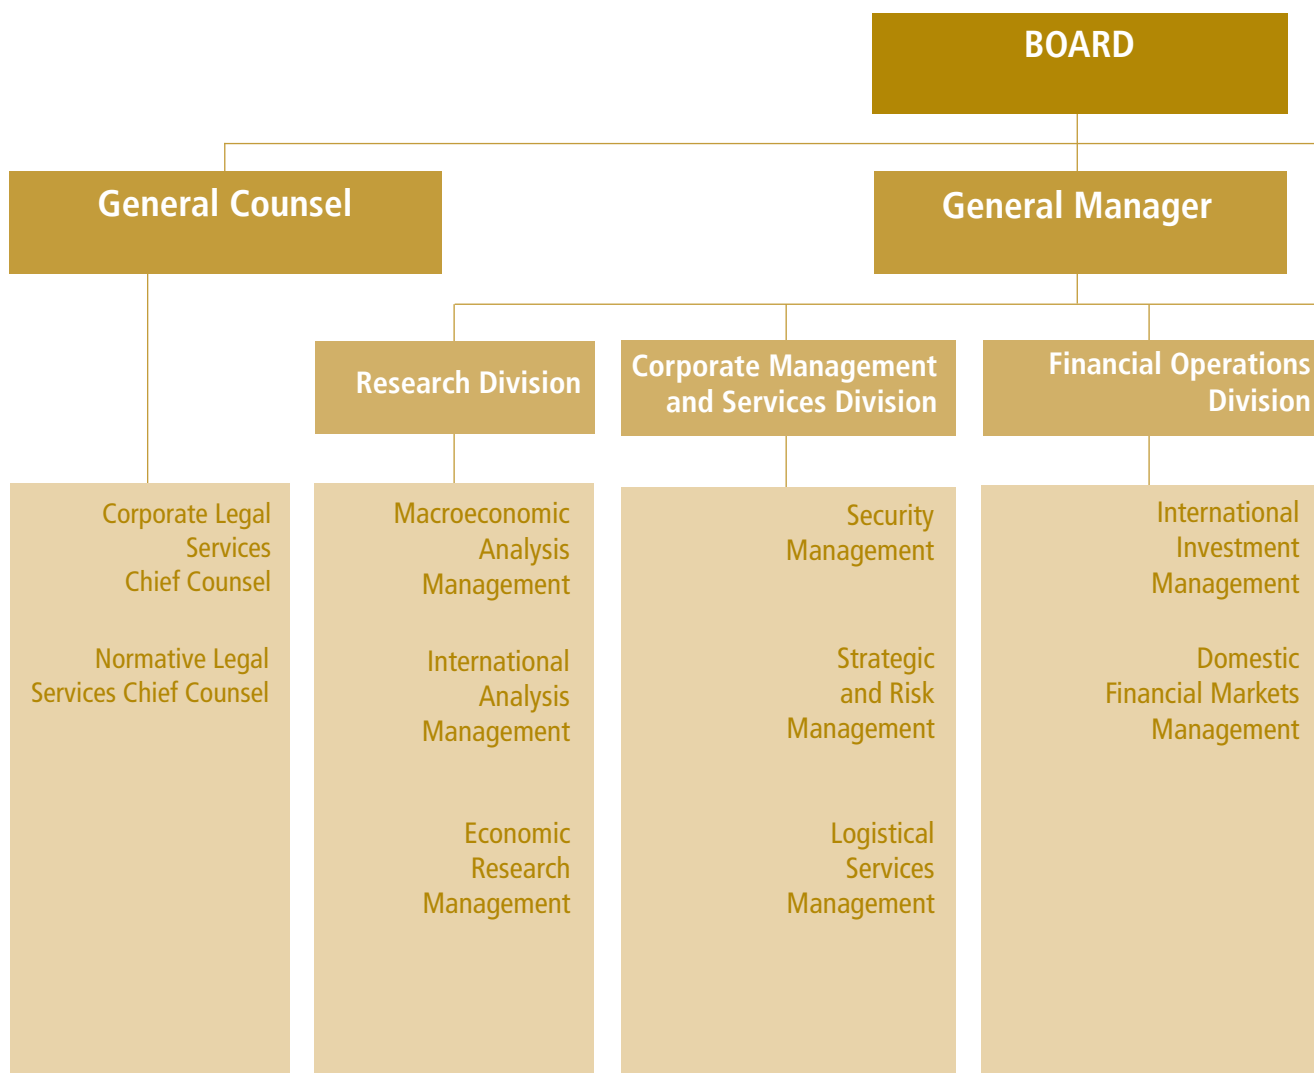 BOARD
General Counsel
General Manager
Research Division
Corporate Management
and Services Division
Financial Operations
Division
Corporate Legal
Services
Chief Counsel
Normative Legal
Services Chief Counsel
Macroeconomic
Analysis
Management
International
Analysis
Management
Economic
Research
Management
Security
Management
Strategic
and Risk
Management
Logistical
Services
Management
International
Investment
Management
Domestic
Financial Markets
Management